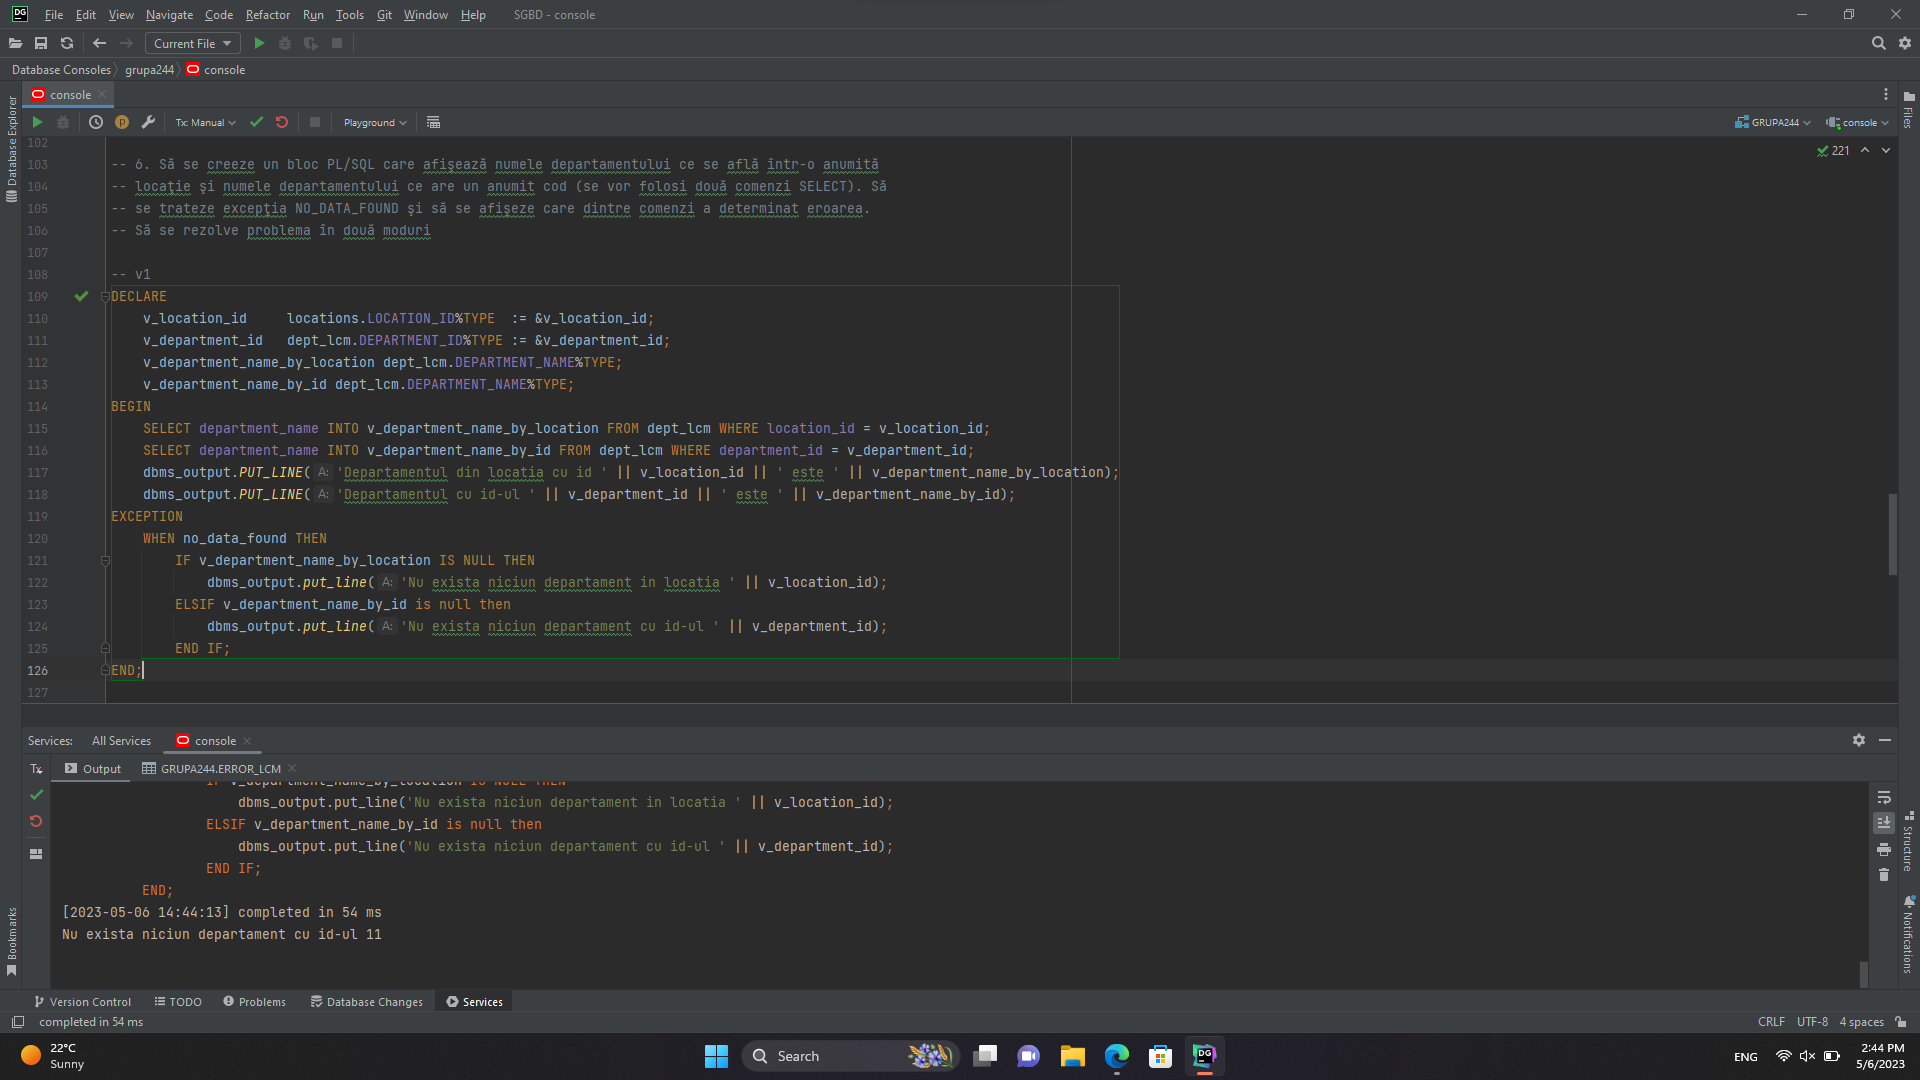 File Edit View Navigate Code Refactor Run Tools Git Window Help SGBD - console
Current File
Database Consoles grupa244 console
console
Tx: Manual Playground GRUPA244 console
Database Explorer
Files
221
102
103 -- 6. Să se creeze un bloc PL/SQL care afişează numele departamentului ce se află într-o anumită
104 -- locaţie şi numele departamentului ce are un anumit cod (se vor folosi două comenzi SELECT). Să
105 -- se trateze excepţia NO_DATA_FOUND şi să se afişeze care dintre comenzi a determinat eroarea.
106 -- Să se rezolve problema în două moduri
107
108 -- v1
109 DECLARE
110 v_location_id locations.LOCATION_ID%TYPE := &v_location_id;
111 v_department_id dept_lcm.DEPARTMENT_ID%TYPE := &v_department_id;
112 v_department_name_by_location dept_lcm.DEPARTMENT_NAME%TYPE;
113 v_department_name_by_id dept_lcm.DEPARTMENT_NAME%TYPE;
114 BEGIN
115 SELECT department_name INTO v_department_name_by_location FROM dept_lcm WHERE location_id = v_location_id;
116 SELECT department_name INTO v_department_name_by_id FROM dept_lcm WHERE department_id = v_department_id;
117 dbms_output.PUT_LINE( A: 'Departamentul din locatia cu id ' || v_location_id || ' este ' || v_department_name_by_location);
118 dbms_output.PUT_LINE( A: 'Departamentul cu id-ul ' || v_department_id || ' este ' || v_department_name_by_id);
119 EXCEPTION
120 WHEN no_data_found THEN
121 IF v_department_name_by_location IS NULL THEN
122 dbms_output.put_line( A: 'Nu exista niciun departament in locatia ' || v_location_id);
123 ELSIF v_department_name_by_id is null then
124 dbms_output.put_line( A: 'Nu exista niciun departament cu id-ul ' || v_department_id);
125 END IF;
126 END;
127
Services: All Services console
Tx Output GRUPA244.ERROR_LCM
IF v_department_name_by_location IS NULL THEN
dbms_output.put_line('Nu exista niciun departament in locatia ' || v_location_id);
ELSIF v_department_name_by_id is null then
dbms_output.put_line('Nu exista niciun departament cu id-ul ' || v_department_id);
END IF;
END;
[2023-05-06 14:44:13] completed in 54 ms
Nu exista niciun departament cu id-ul 11
Structure
Bookmarks
Notifications
Version Control TODO Problems Database Changes Services
completed in 54 ms CRLF UTF-8 4 spaces
22°C
Sunny
Search
DG
ENG
2:44 PM
5/6/2023